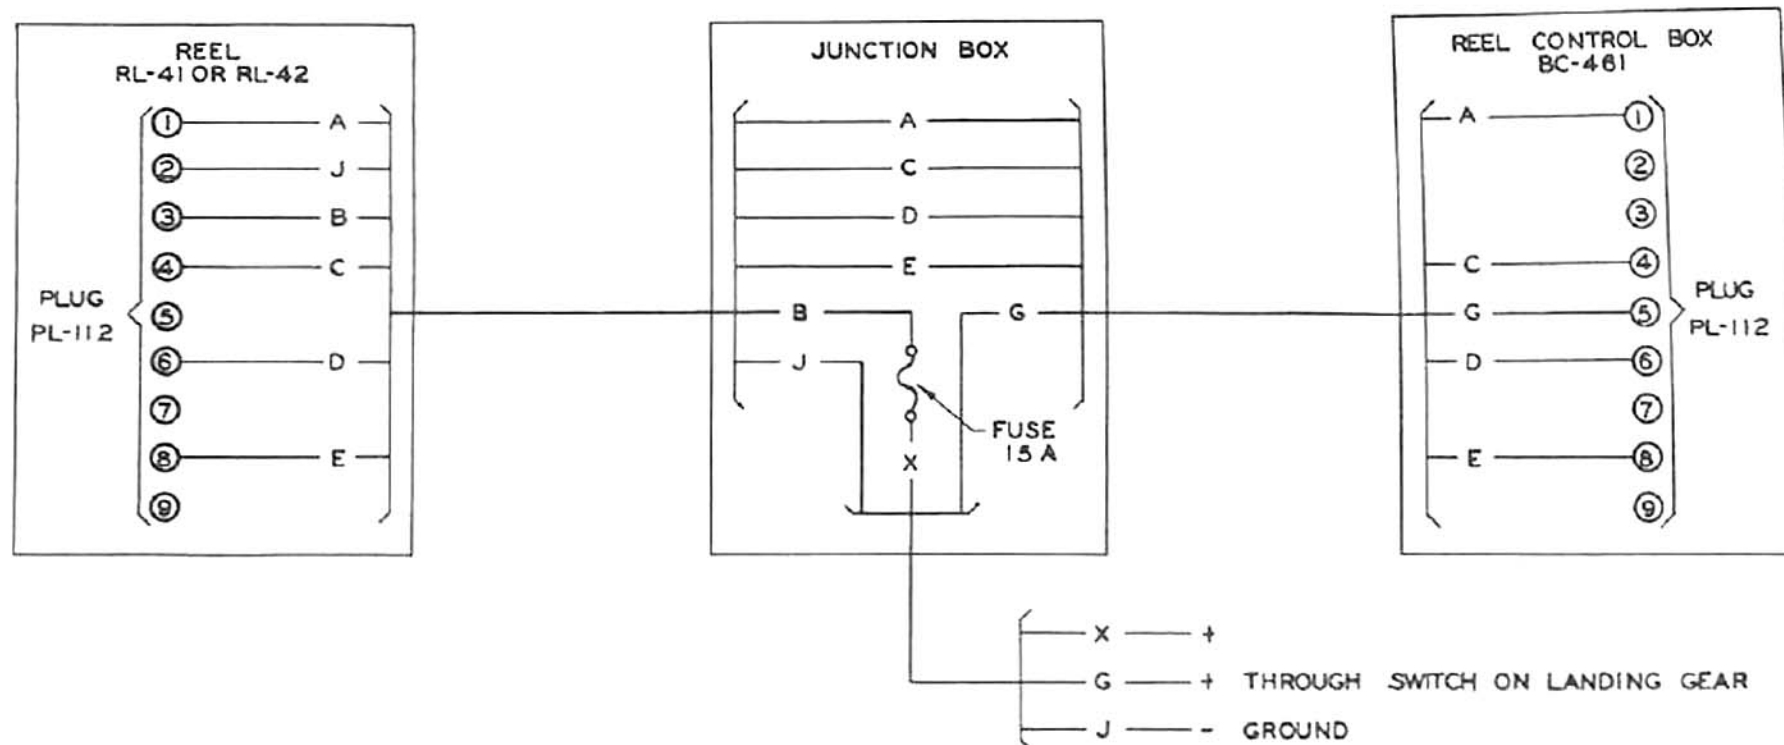 REEL
RL-41 OR RL-42
1 A
2 J
3 B
4 C
5
6 D
7
8 E
9
PLUG
PL-112
JUNCTION BOX
A
C
D
E
B G
J
FUSE
15 A
X
REEL CONTROL BOX
BC-461
A 1
2
3
C 4
G 5
D 6
7
E 8
9
PLUG
PL-112
X +
G + THROUGH SWITCH ON LANDING GEAR
J - GROUND